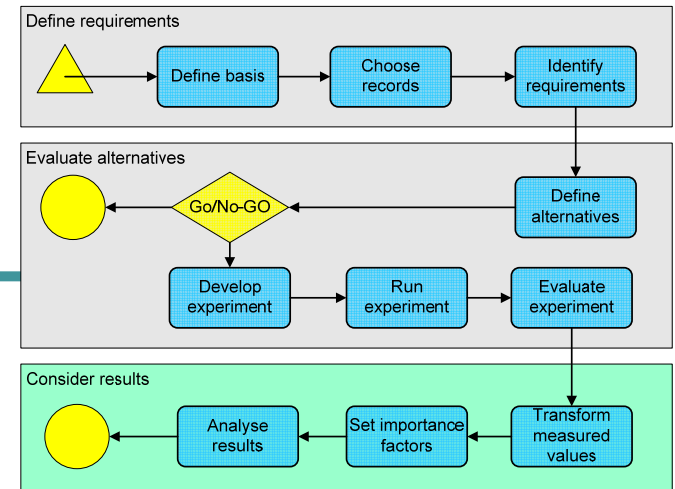 Define requirements
Define basis
Choose
records
Identify
requirements
Evaluate alternatives
Go/No-GO
Define
alternatives
Develop
experiment
Run
experiment
Evaluate
experiment
Consider results
Analyse
results
Set importance
factors
Transform
measured
values